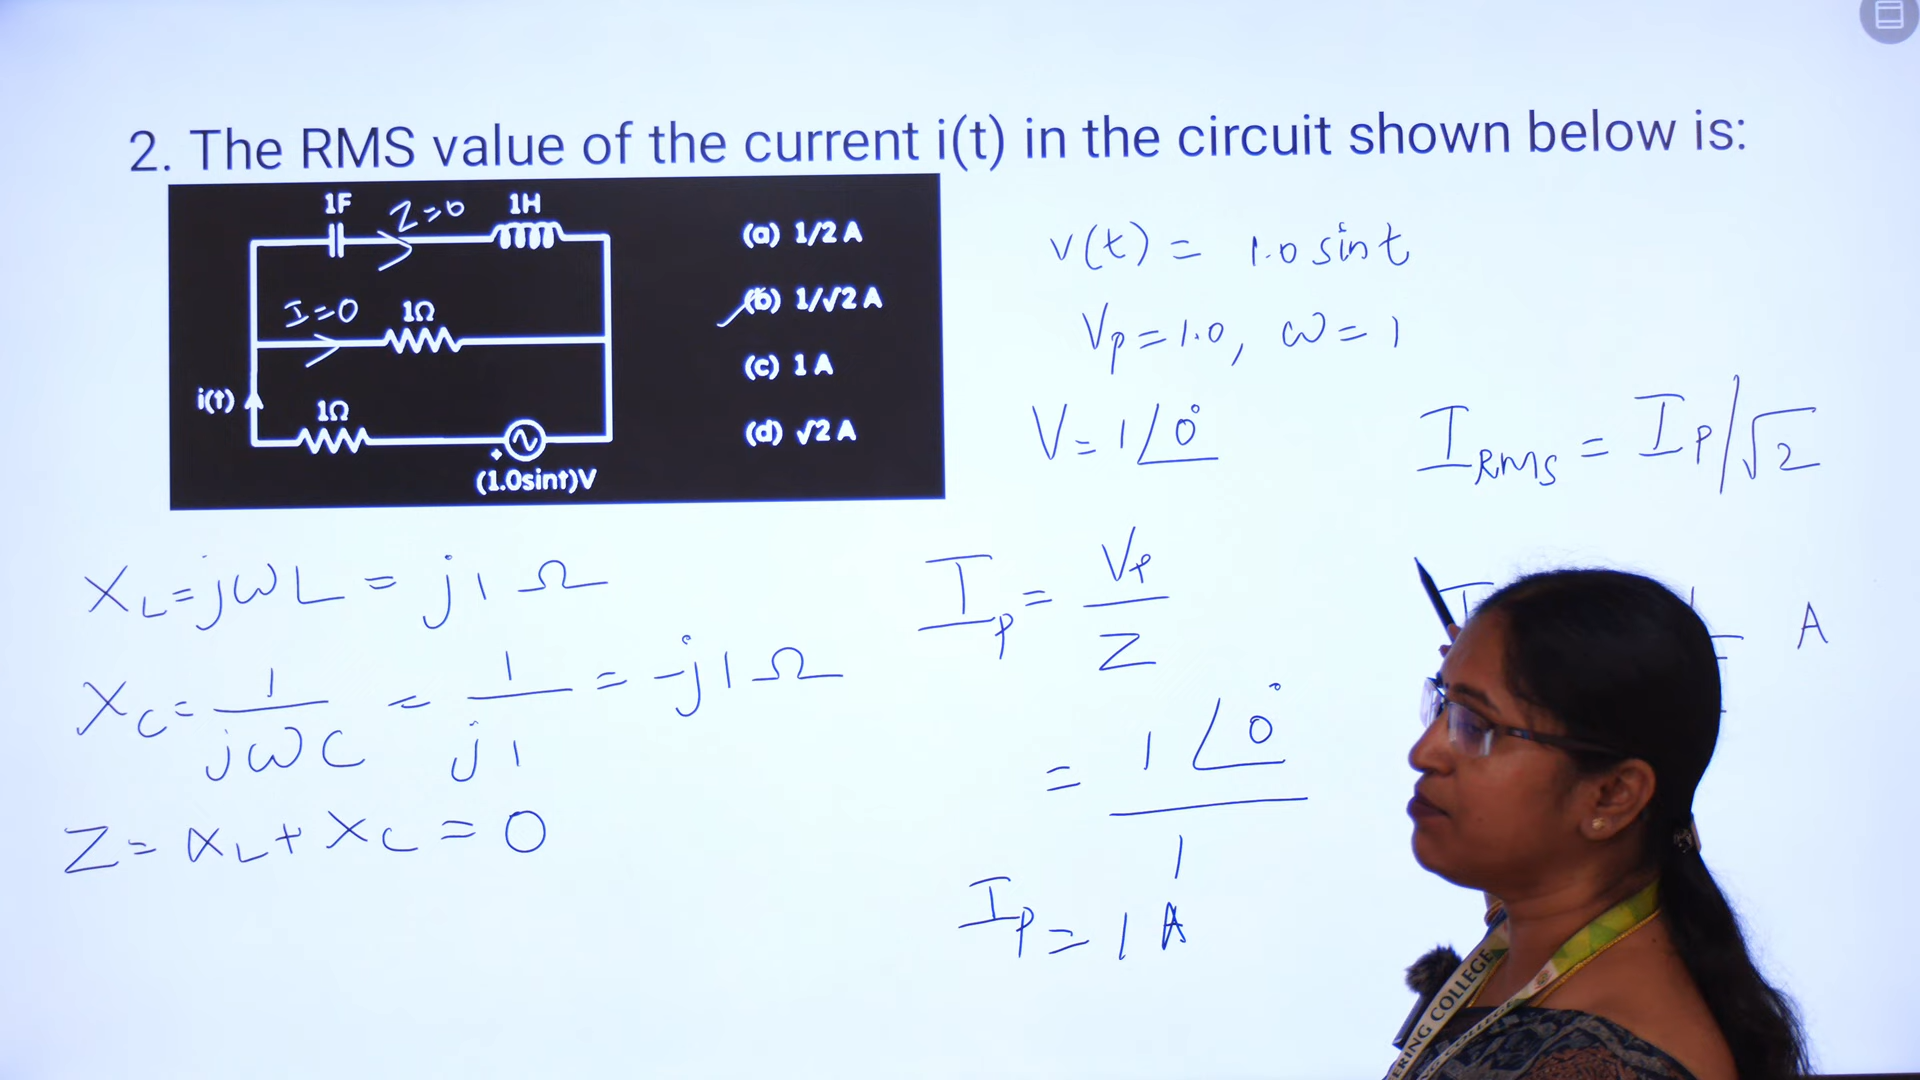 2. The RMS value of the current i(t) in the circuit shown below is:
1F
Z=0
1H
I=0
1Ω
i(t)
1Ω
+
(1.0sint)V
(a) 1/2 A
(b) 1/√2 A
(c) 1 A
(d) √2 A
v(t) = 1.0 sint
Vp = 1.0, ω = 1
V = 1∠0°
I RMS = Ip/√2
A
XL = jωL = j1 Ω
XC = 1/jωC = 1/j1 = -j1 Ω
Z = XL + XC = 0
Ip = Vp/Z
= 1∠0°/1
Ip = 1 A
ERING COLLEGE